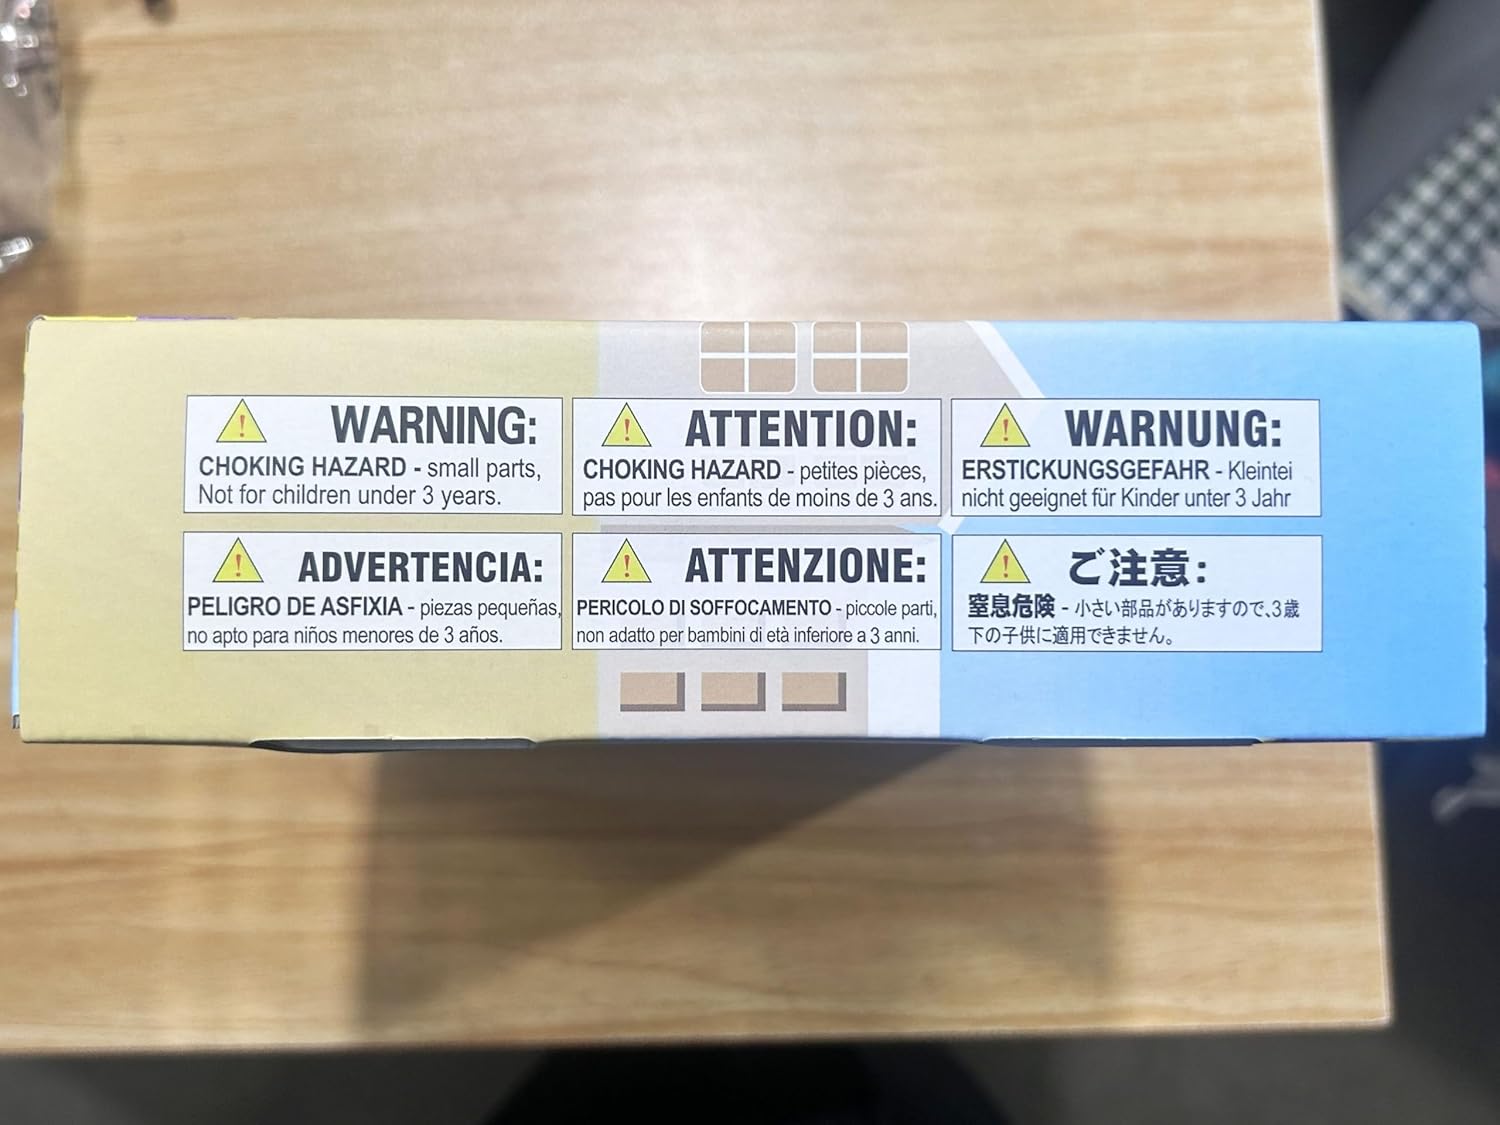 WARNING:
CHOKING HAZARD - small parts,
Not for children under 3 years.
ATTENTION:
CHOKING HAZARD - petites pièces,
pas pour les enfants de moins de 3 ans.
WARNUNG:
ERSTICKUNGSGEFAHR - Kleintei
nicht geeignet für Kinder unter 3 Jahr
ADVERTENCIA:
PELIGRO DE ASFIXIA - piezas pequeñas,
no apto para niños menores de 3 años.
ATTENZIONE:
PERICOLO DI SOFFOCAMENTO - piccole parti,
non adatto per bambini di età inferiore a 3 anni.
ご注意:
窒息危険 - 小さい部品がありますので、3歳
下の子供に適用できません。